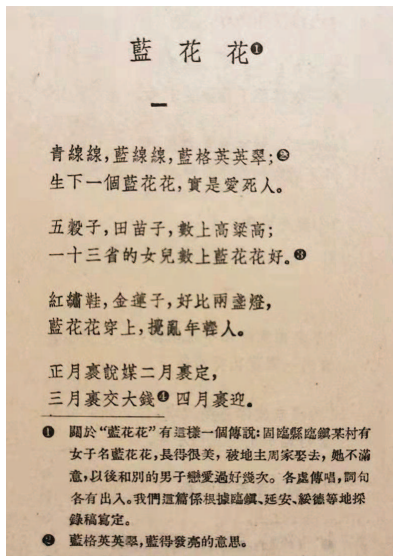 藍花花❶
一
青線線,藍線線,藍格英英翠;❷
生下一個藍花花,實是愛死人。
五穀子,田苗子,數上高梁高;
一十三省的女兒數上藍花花好。❸
紅繡鞋,金蓮子,好比兩盞燈,
藍花花穿上,擾亂年輕人。
正月裏說媒二月裏定,
三月裏交大錢❹四月裏迎。
❶ 關於“藍花花”有這樣一個傳說:固臨縣臨鎮某村有
女子名藍花花,長得很美,被地主周家娶去,她不滿
意,以後和別的男子戀愛過好幾次。各處傳唱,詞句
各有出入。我們這篇係根據臨鎮、延安、綏德等地採
錄稿寫定。
❷ 藍格英英翠,藍得發亮的意思。